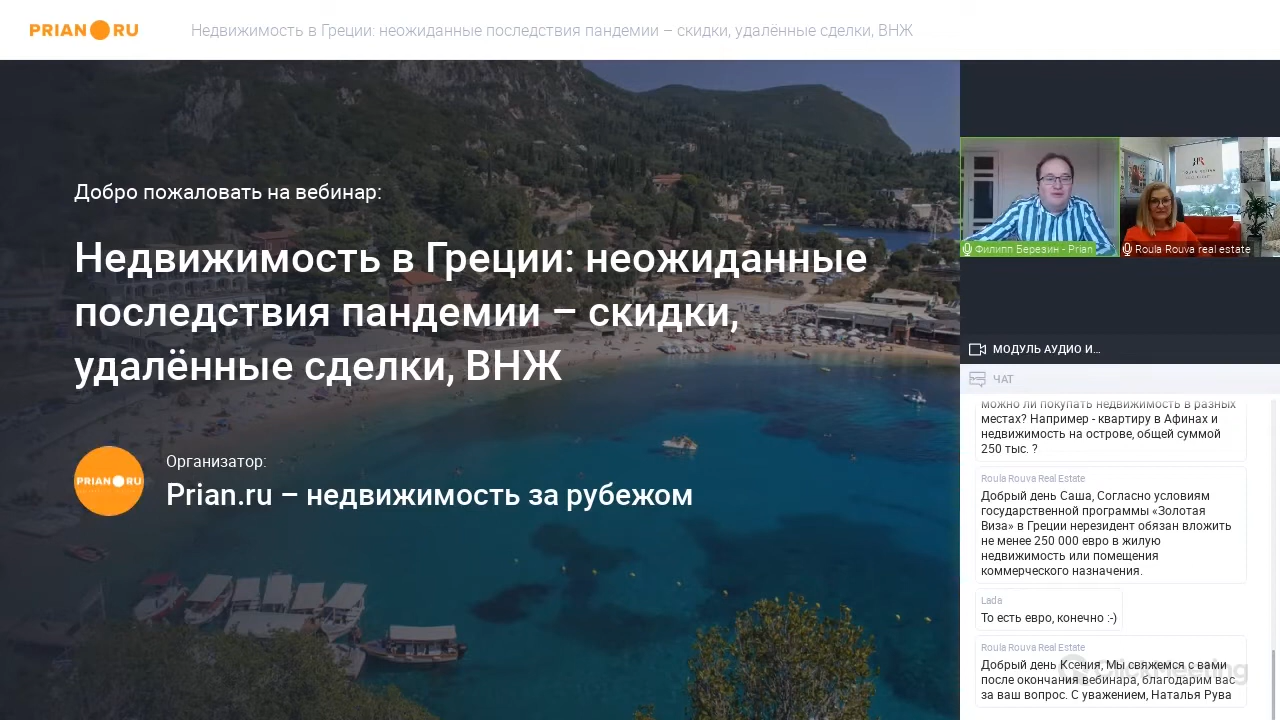 PRIAN RU
Недвижимость в Греции: неожиданные последствия пандемии – скидки, удалённые сделки, ВНЖ
Добро пожаловать на вебинар:
Недвижимость в Греции: неожиданные
последствия пандемии – скидки,
удалённые сделки, ВНЖ
PRIAN RU
Организатор:
Prian.ru – недвижимость за рубежом
Филипп Березин - Prian
Roula Rouva real estate
МОДУЛЬ АУДИО И...
ЧАТ
можно ли покупать недвижимость в разных
местах? Например - квартиру в Афинах и
недвижимость на острове, общей суммой
250 тыс. ?
Roula Rouva Real Estate
Добрый день Саша, Согласно условиям
государственной программы «Золотая
Виза» в Греции нерезидент обязан вложить
не менее 250 000 евро в жилую
недвижимость или помещения
коммерческого назначения.
Lada
То есть евро, конечно :-)
Roula Rouva Real Estate
Добрый день Ксения, Мы свяжемся с вами
после окончания вебинара, благодарим вас
за ваш вопрос. С уважением, Наталья Рува